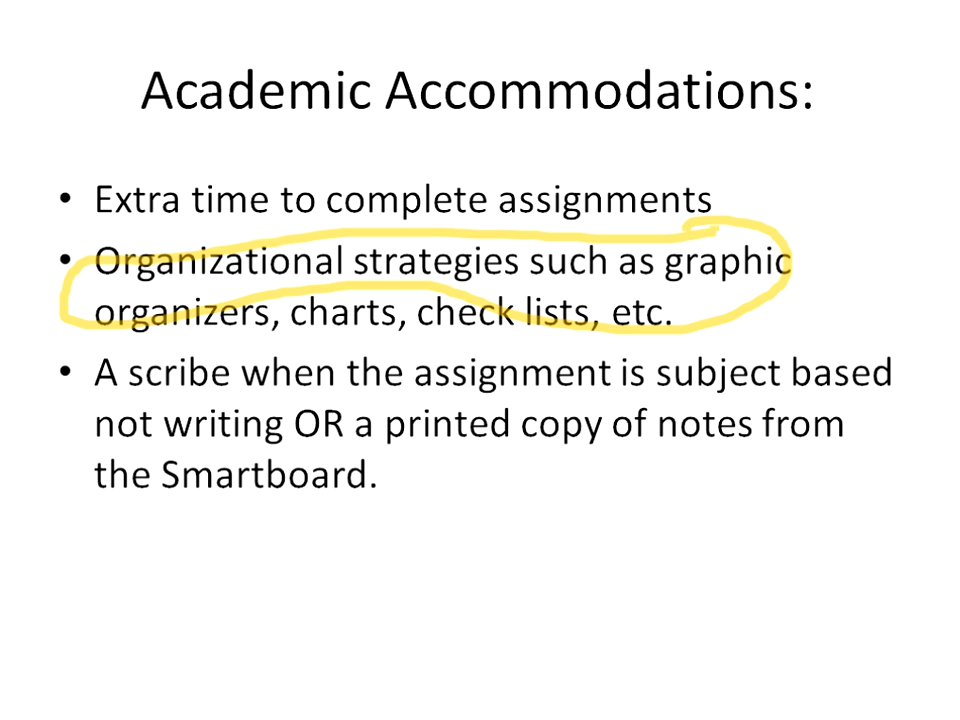 Academic Accommodations:
• Extra time to complete assignments
• Organizational strategies such as graphic
organizers, charts, check lists, etc.
• A scribe when the assignment is subject based
not writing OR a printed copy of notes from
the Smartboard.